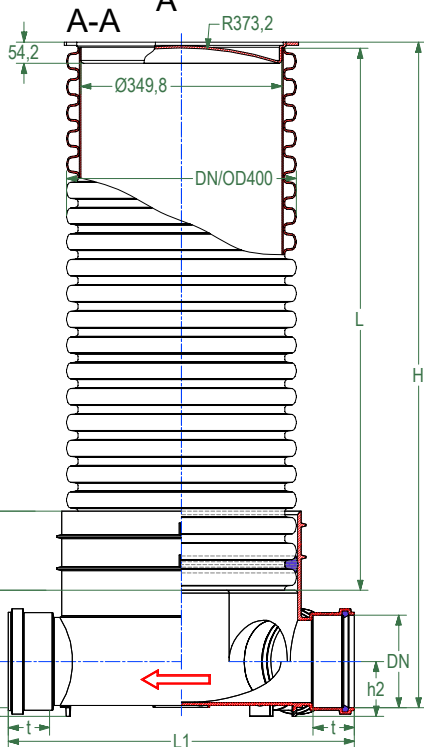 A
A-A
R373,2
54,2
Ø349,8
DN/OD400
L
H
DN
h2
t
t
L1